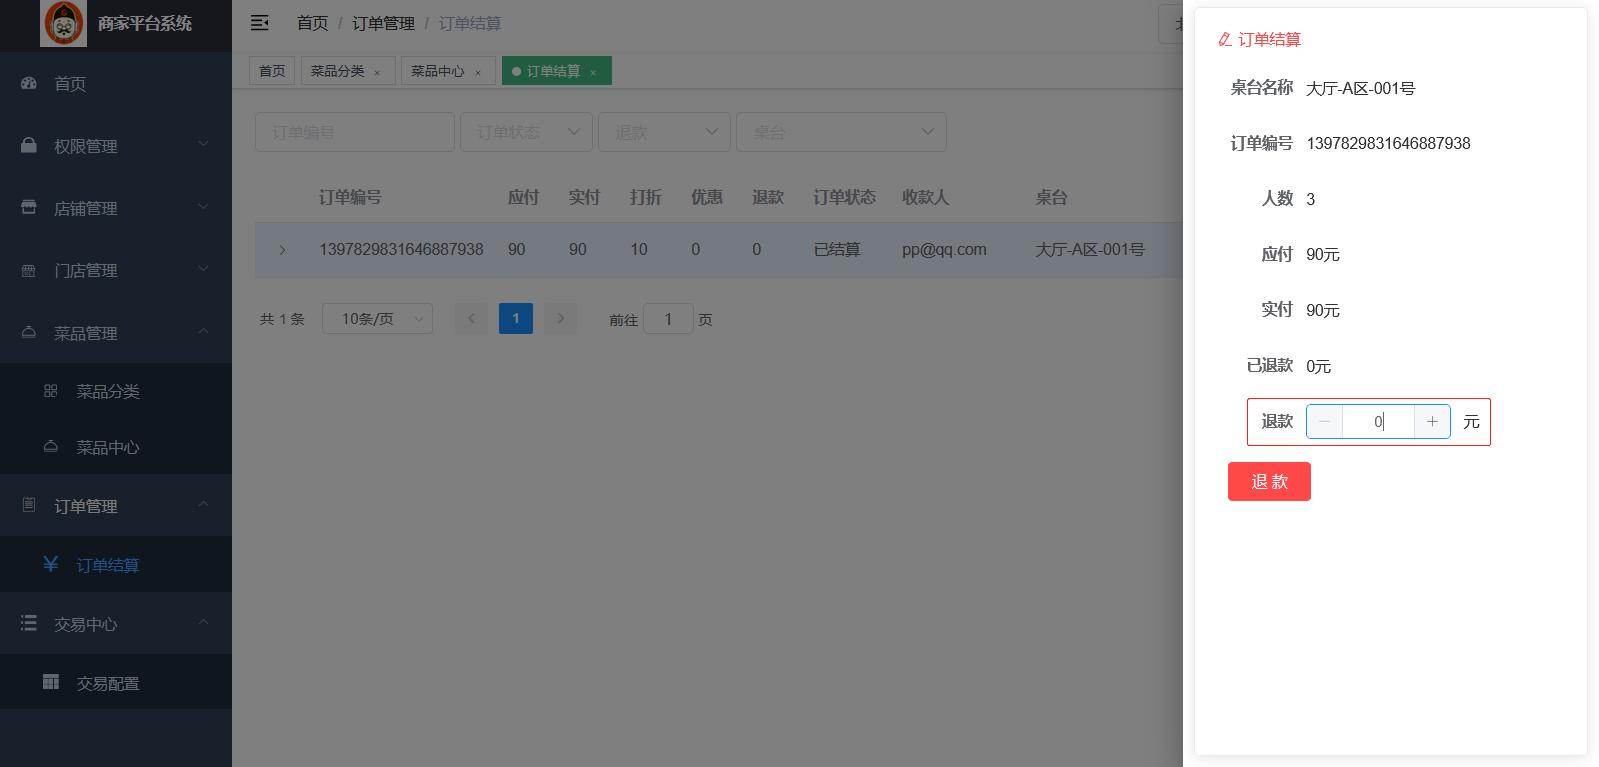 商家平台系统
首页
权限管理
店铺管理
门店管理
菜品管理
菜品分类
菜品中心
订单管理
订单结算
交易中心
交易配置
首页 / 订单管理 / 订单结算
首页 菜品分类 × 菜品中心 × 订单结算 ×
订单编号 订单状态 退款 桌台
订单编号 应付 实付 打折 优惠 退款 订单状态 收款人 桌台
1397829831646887938 90 90 10 0 0 已结算 pp@qq.com 大厅-A区-001号
共 1 条 10条/页 1 前往 1 页
订单结算
桌台名称 大厅-A区-001号
订单编号 1397829831646887938
人数 3
应付 90元
实付 90元
已退款 0元
退款 0 元
退 款